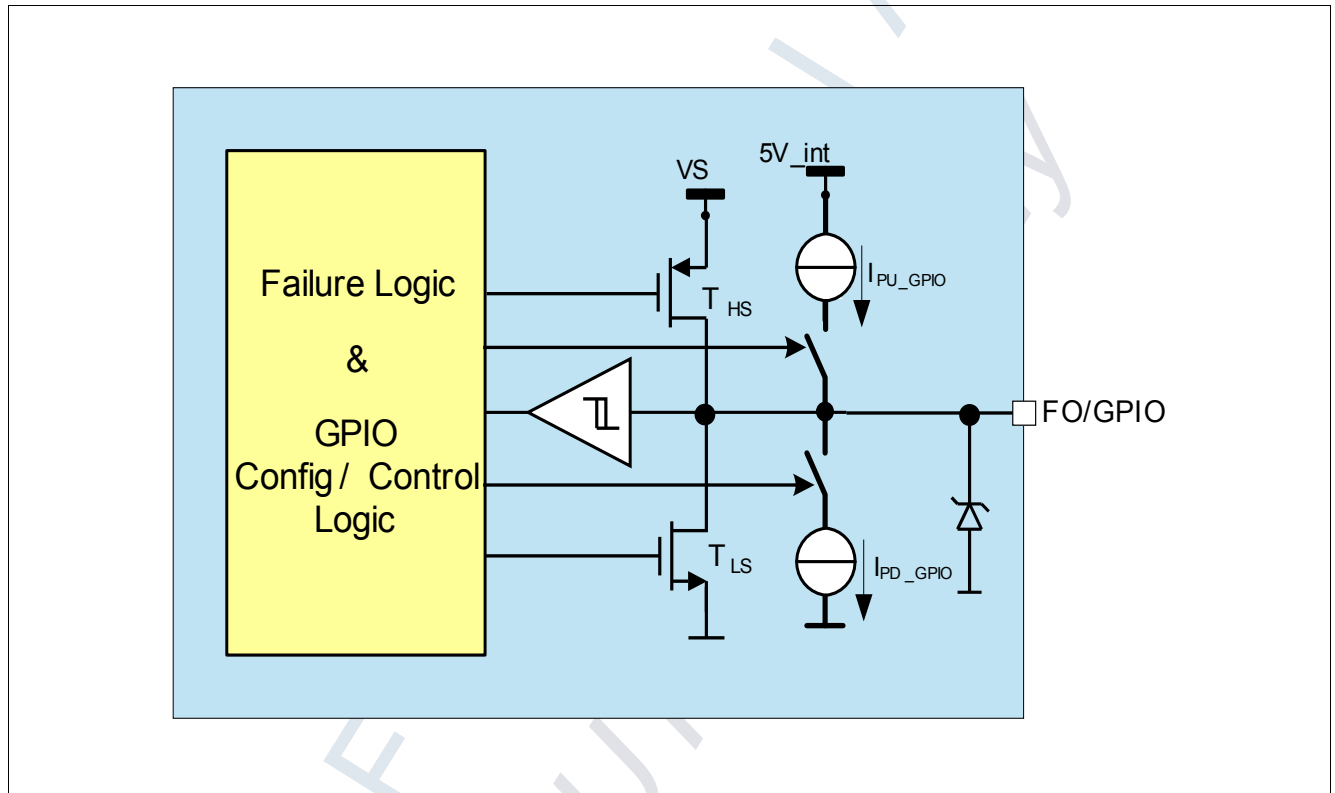 VS
5V_int
Failure Logic
&
GPIO
Config / Control
Logic
T HS
I PU_GPIO
FO/GPIO
T LS
I PD_GPIO